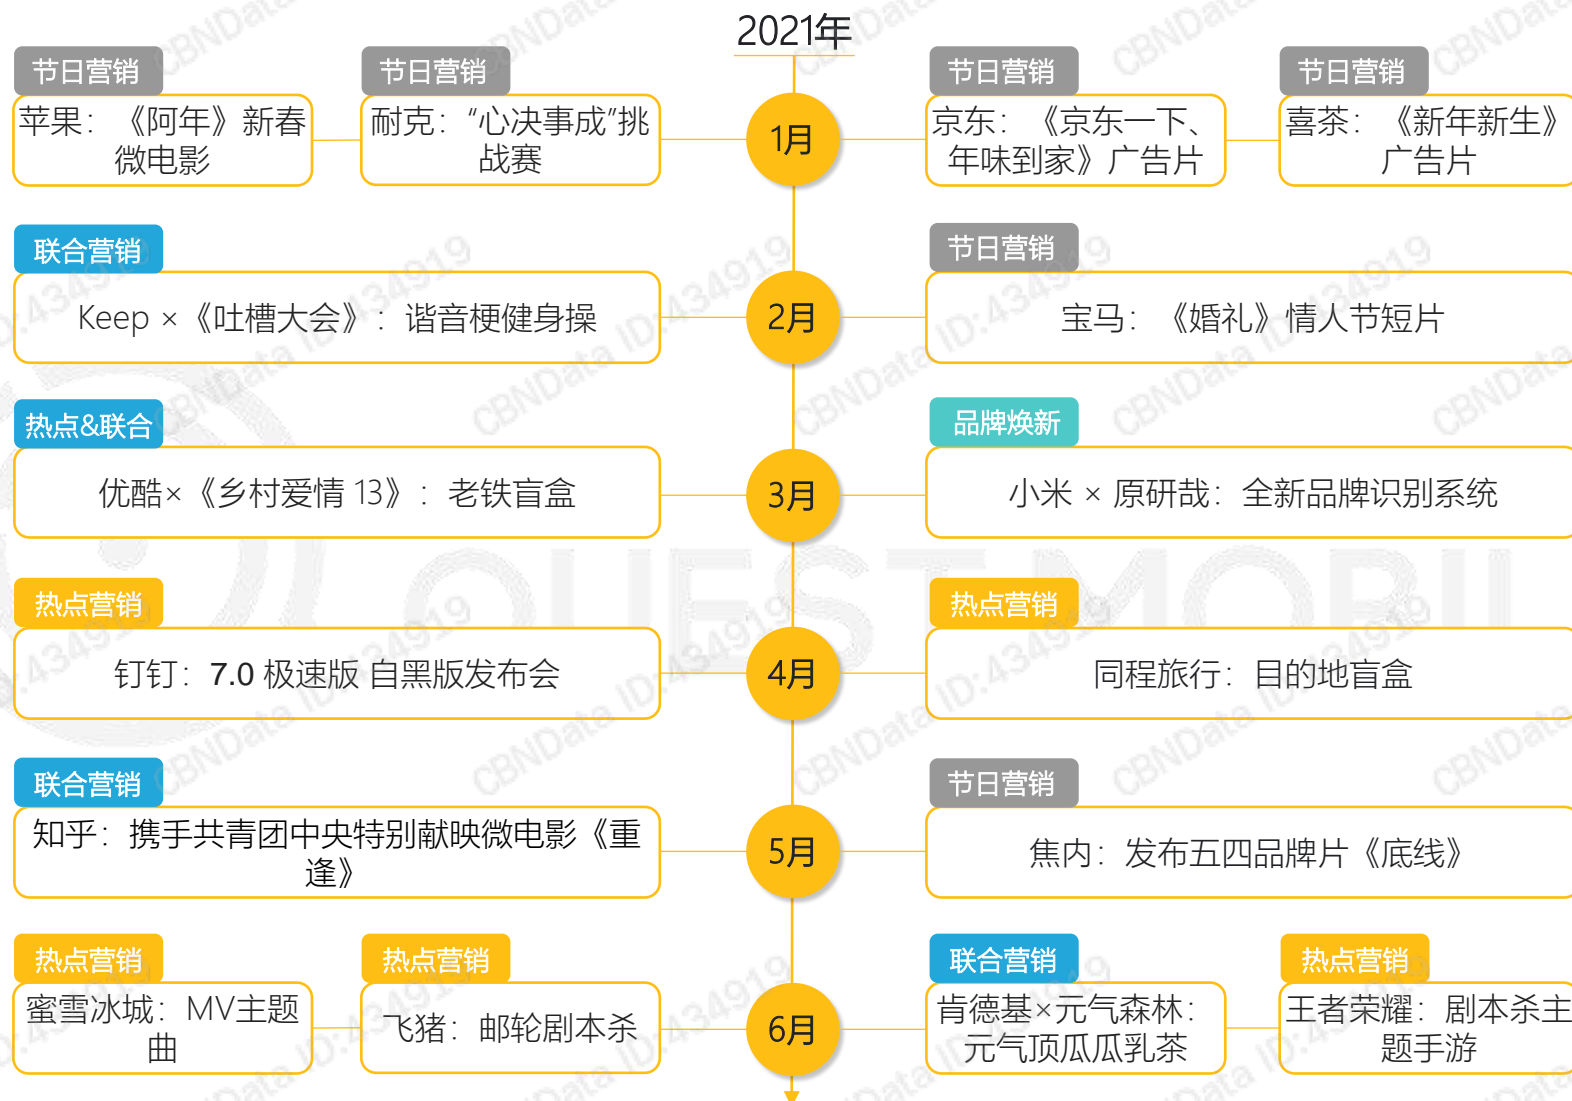 2021年
节日营销
苹果：《阿年》新春
微电影
节日营销
耐克：“心决事成”挑
战赛
1月
节日营销
京东：《京东一下、
年味到家》广告片
节日营销
喜茶：《新年新生》
广告片
联合营销
Keep ×《吐槽大会》：谐音梗健身操
2月
节日营销
宝马：《婚礼》情人节短片
热点&联合
优酷×《乡村爱情 13》：老铁盲盒
3月
品牌焕新
小米 × 原研哉：全新品牌识别系统
热点营销
钉钉：7.0 极速版 自黑版发布会
4月
热点营销
同程旅行：目的地盲盒
联合营销
知乎：携手共青团中央特别献映微电影《重
逢》
5月
节日营销
焦内：发布五四品牌片《底线》
热点营销
蜜雪冰城：MV主题
曲
热点营销
飞猪：邮轮剧本杀
6月
联合营销
肯德基×元气森林：
元气顶瓜瓜乳茶
热点营销
王者荣耀：剧本杀主
题手游
QUEST MOBIL
CBNData ID:434919